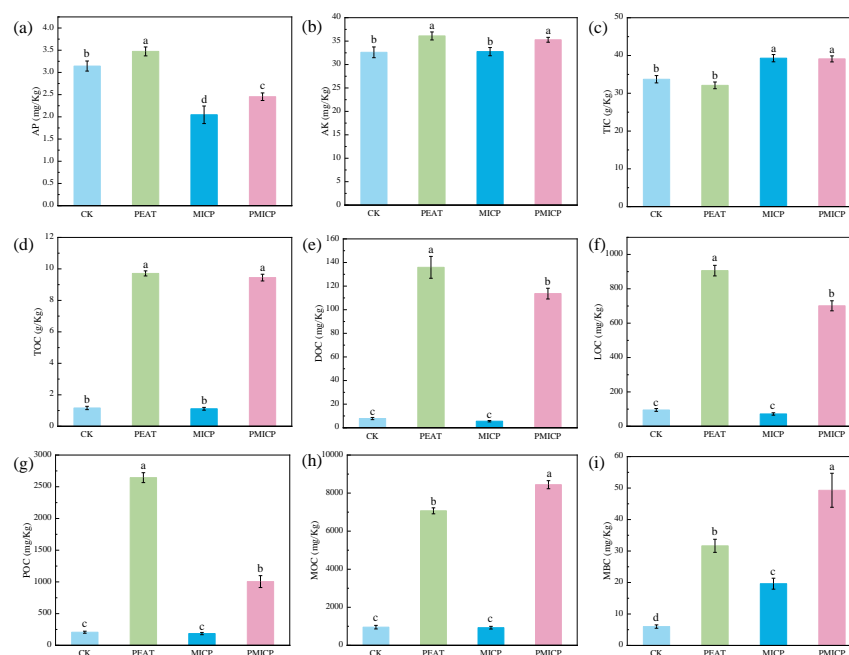 (a)
4.0
3.5
3.0
2.5
2.0
1.5
1.0
0.5
0.0
AP (mg/Kg)
b
a
d
c
CK PEAT MICP PMICP
(b)
45
40
35
30
25
20
15
10
5
0
AK (mg/Kg)
b
a
b
a
CK PEAT MICP PMICP
(c)
50
40
30
20
10
0
TIC (g/Kg)
b
b
a
a
CK PEAT MICP PMICP
(d)
12
10
8
6
4
2
0
TOC (g/Kg)
b
a
b
a
CK PEAT MICP PMICP
(e)
160
140
120
100
80
60
40
20
0
DOC (mg/Kg)
c
a
c
b
CK PEAT MICP PMICP
(f)
1000
800
600
400
200
0
LOC (mg/Kg)
c
a
c
b
CK PEAT MICP PMICP
(g)
3000
2500
2000
1500
1000
500
0
POC (mg/Kg)
c
a
c
b
CK PEAT MICP PMICP
(h)
10000
8000
6000
4000
2000
0
MOC (mg/Kg)
c
b
c
a
CK PEAT MICP PMICP
(i)
60
50
40
30
20
10
0
MBC (mg/Kg)
d
b
c
a
CK PEAT MICP PMICP